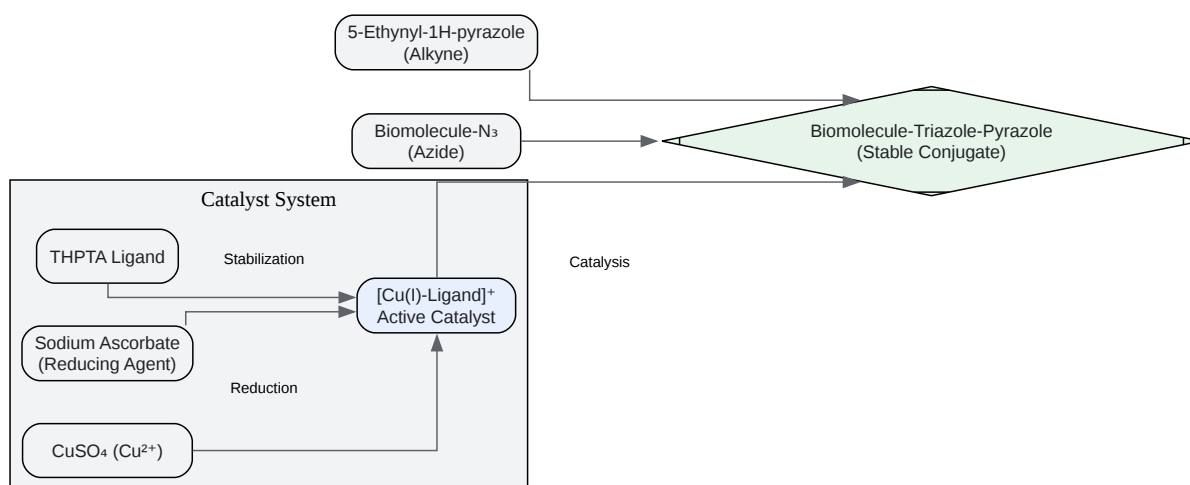 5-Ethynyl-1H-pyrazole
(Alkyne)
Biomolecule-N₃
(Azide)
Biomolecule-Triazole-Pyrazole
(Stable Conjugate)
Catalyst System
THPTA Ligand
Stabilization
Catalysis
[Cu(I)-Ligand]⁺
Active Catalyst
Sodium Ascorbate
(Reducing Agent)
Reduction
CuSO₄ (Cu²⁺)